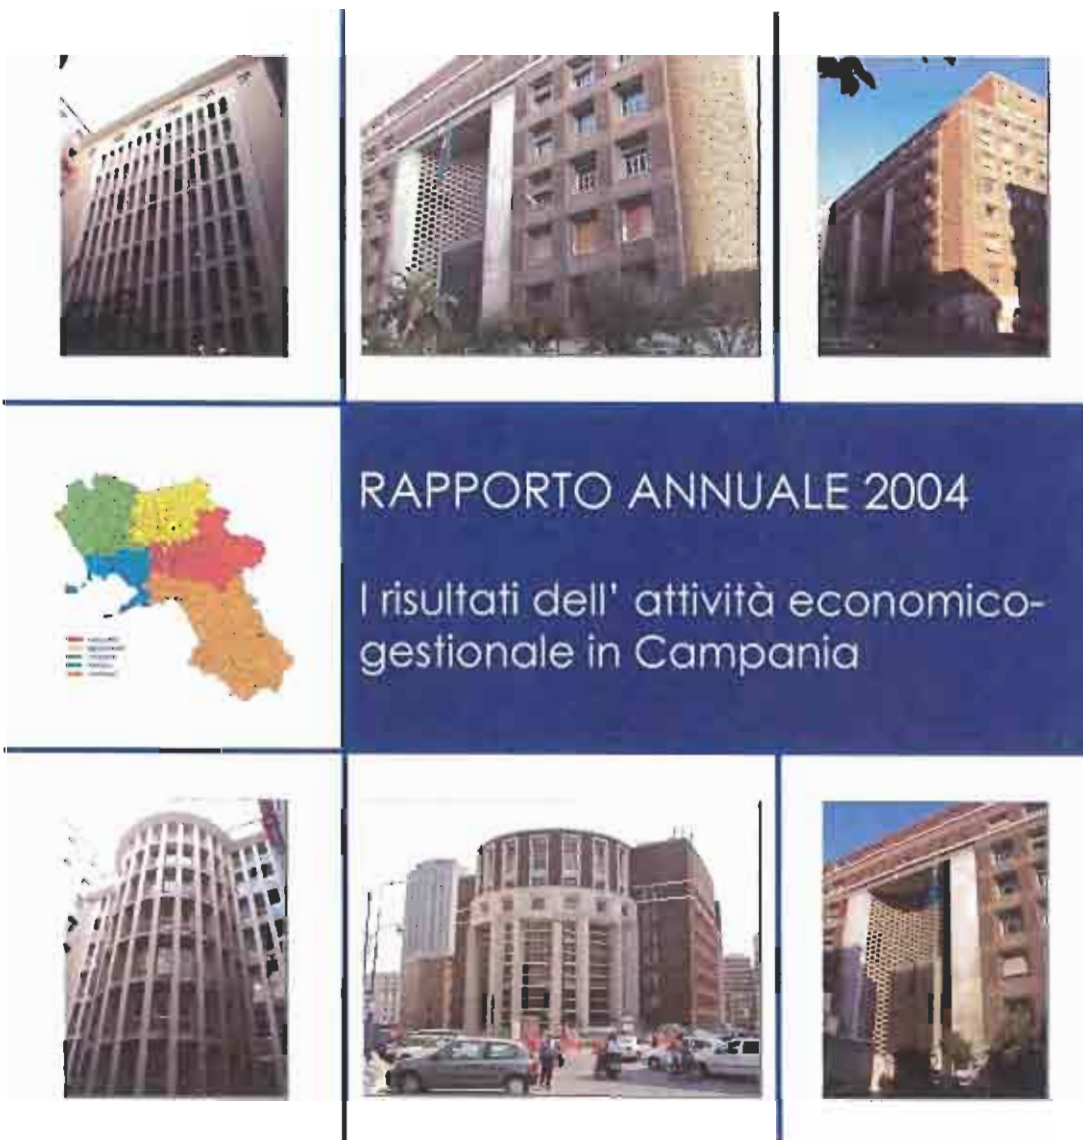 RAPPORTO ANNUALE 2004
I risultati dell' attività economico-
gestionale in Campania